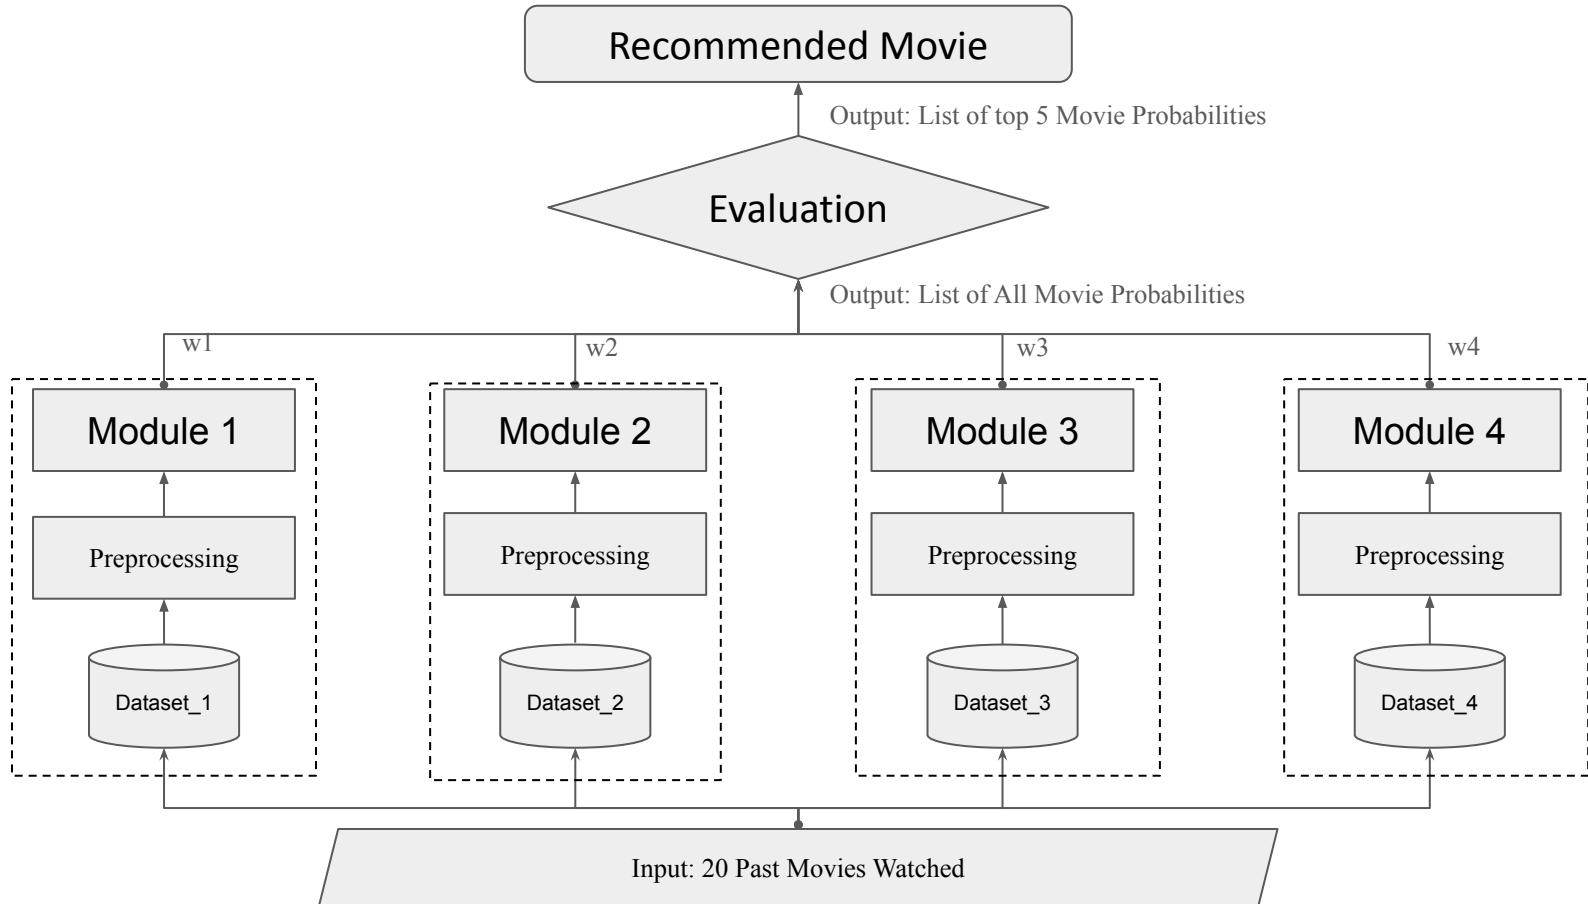 Recommended Movie
Output: List of top 5 Movie Probabilities
Evaluation
Output: List of All Movie Probabilities
w1
w2
w3
w4
Module 1
Module 2
Module 3
Module 4
Preprocessing
Preprocessing
Preprocessing
Preprocessing
Dataset_1
Dataset_2
Dataset_3
Dataset_4
Input: 20 Past Movies Watched